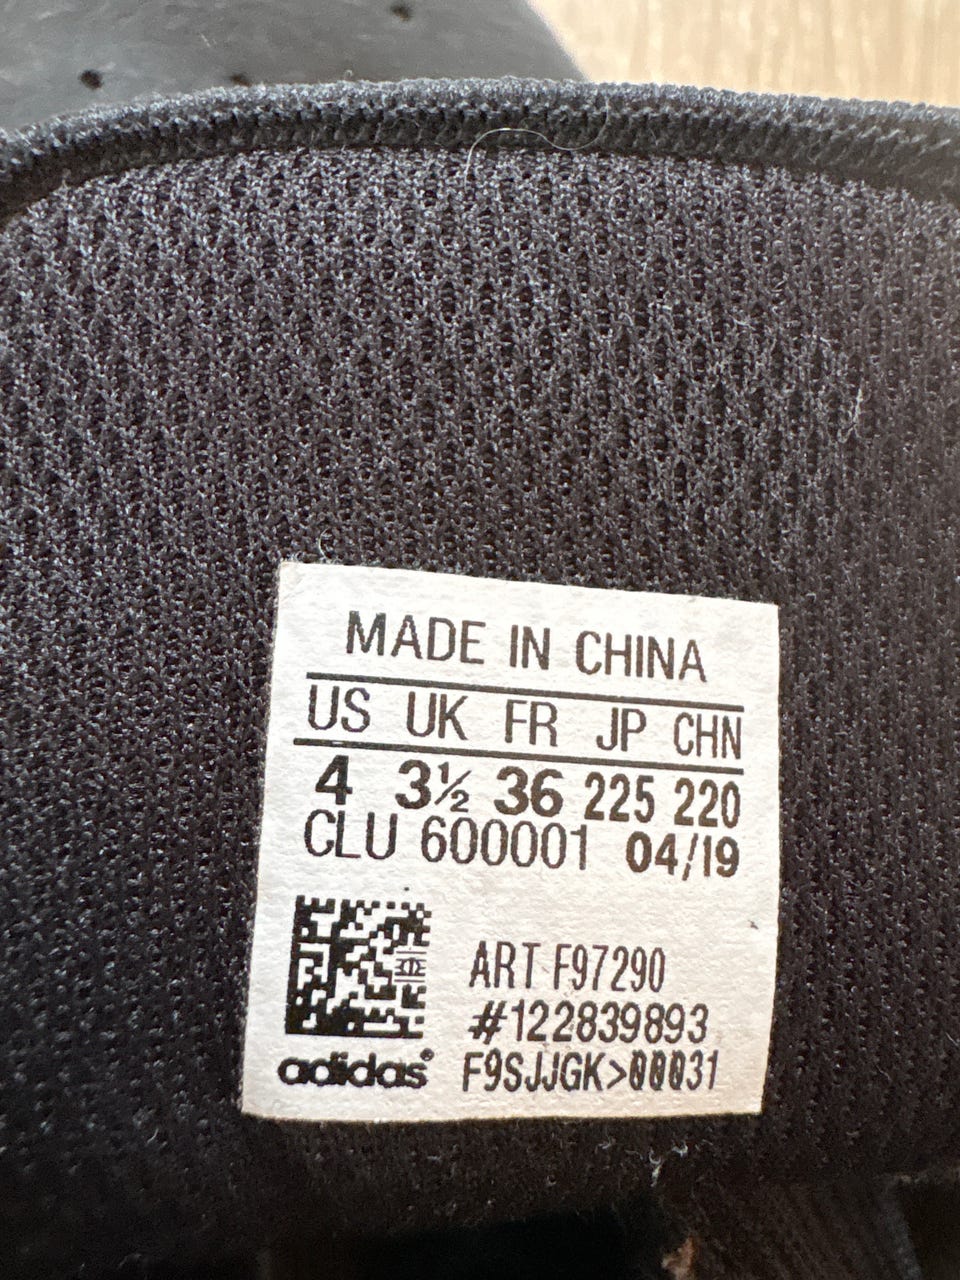 MADE IN CHINA
US UK FR JP CHN
4 3½ 36 225 220
CLU 600001 04/19
ART F97290
#122839893
adidas® F9SJJGK>00031